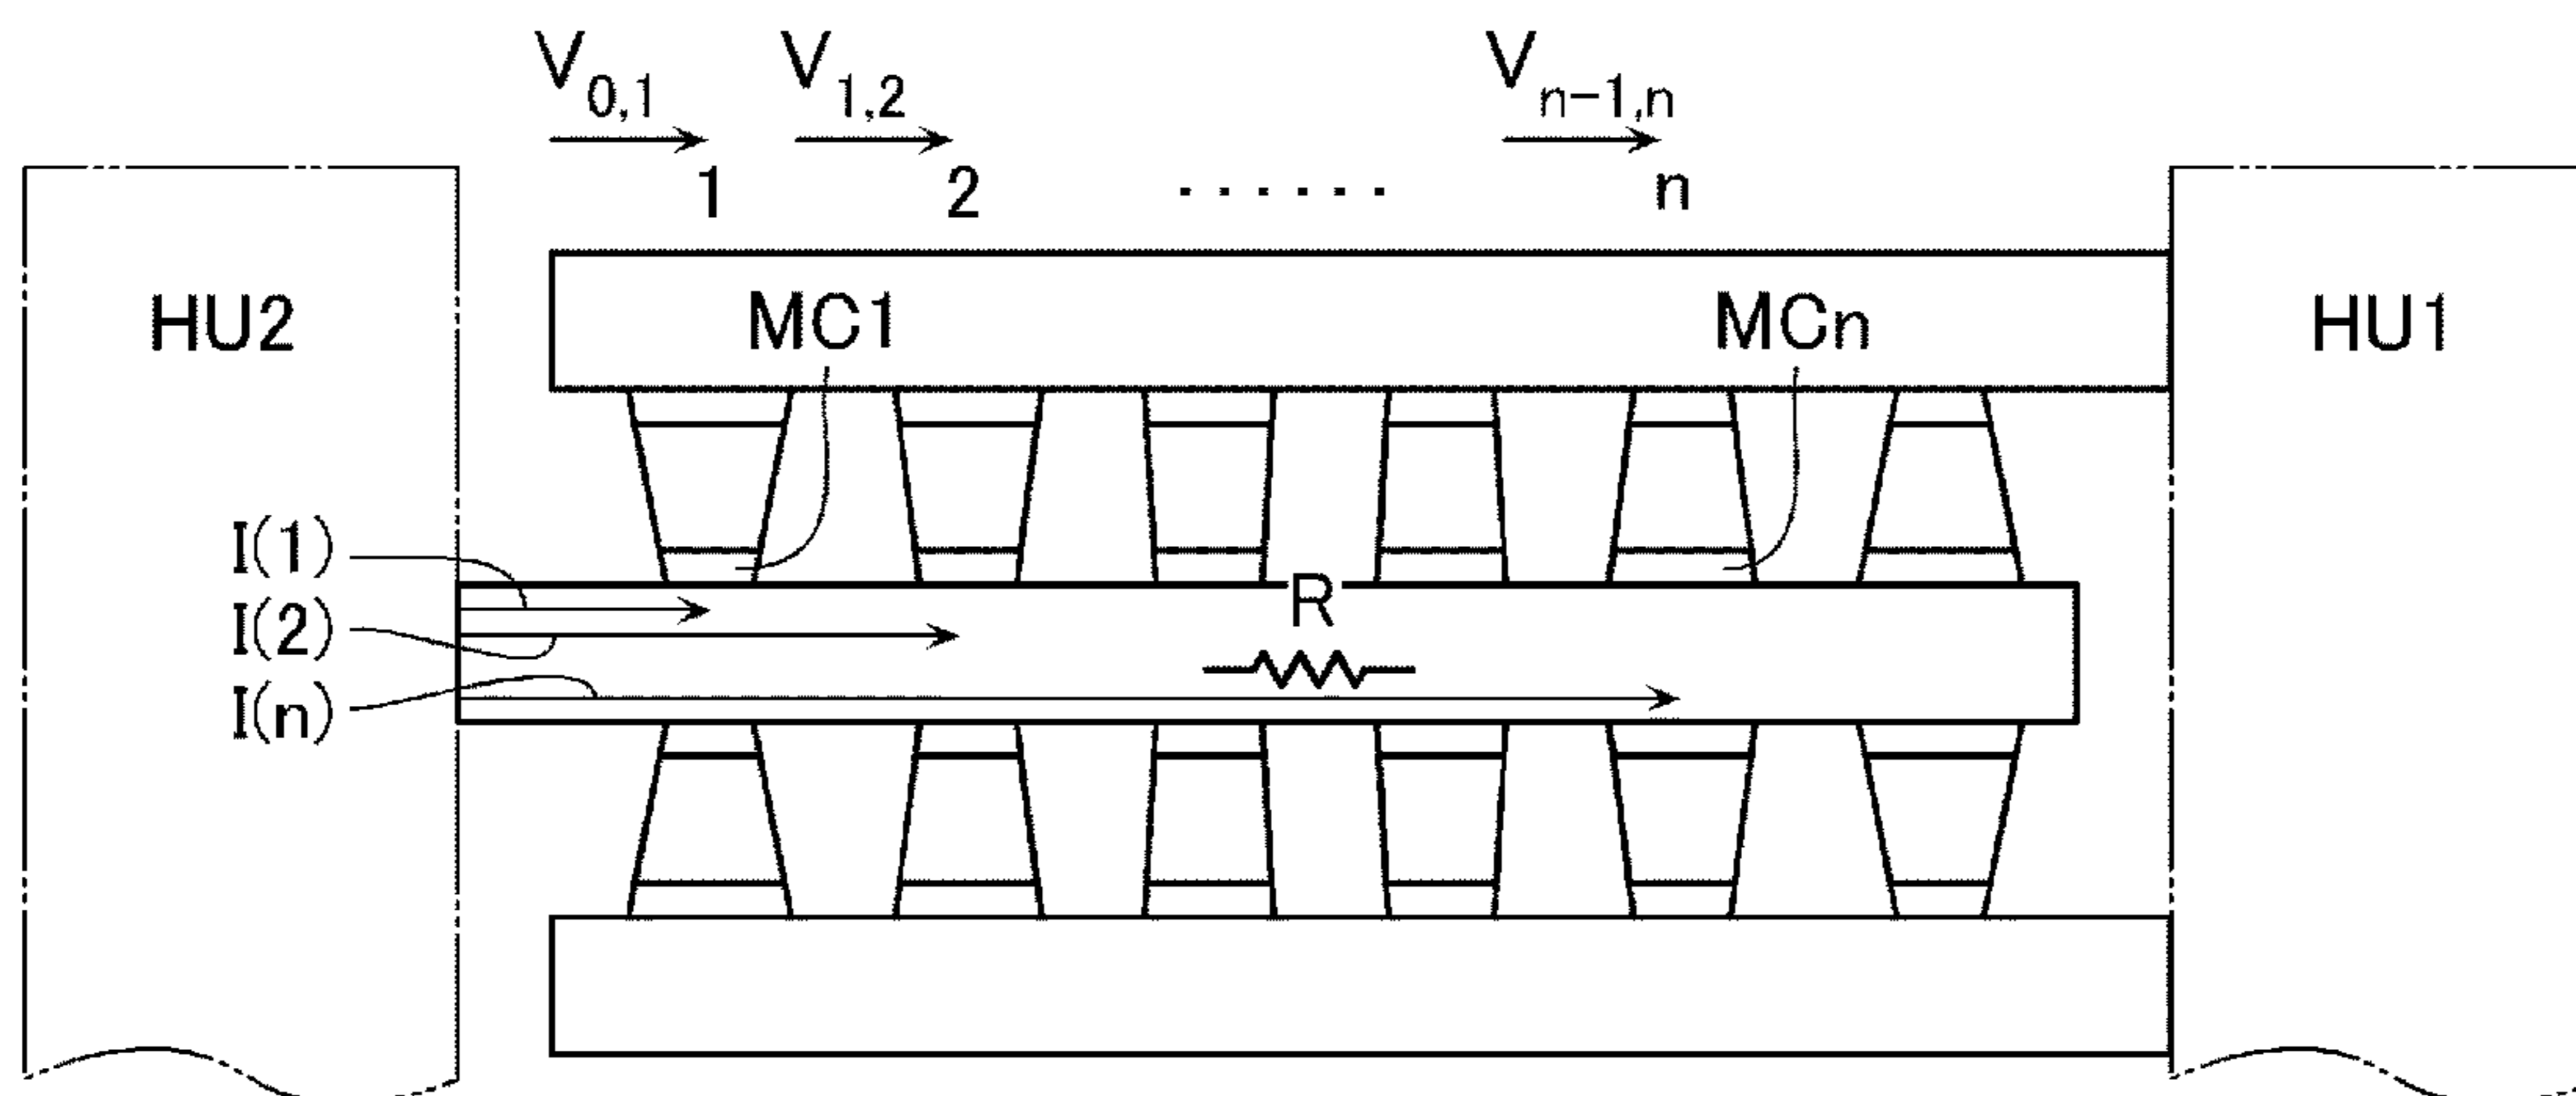 V0,1 V1,2 Vn-1,n
1 2 ······ n
HU2 MC1 MCn HU1
I(1)
R
I(2)
I(n)